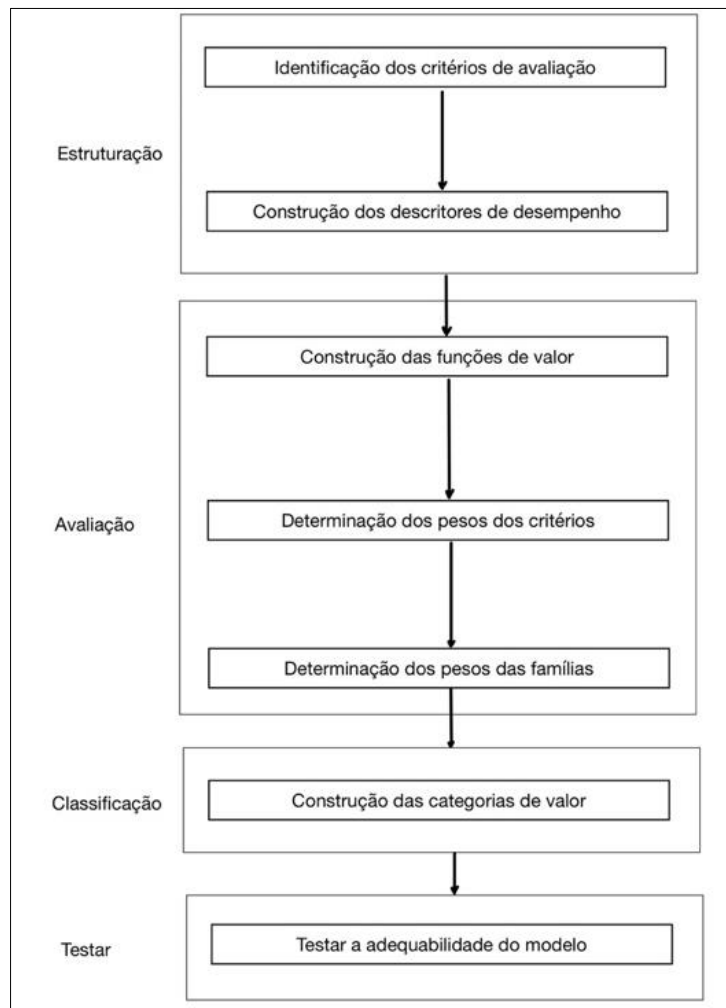 Identificação dos critérios de avaliação
Estruturação
Construção dos descritores de desempenho
Construção das funções de valor
Avaliação
Determinação dos pesos dos critérios
Determinação dos pesos das famílias
Classificação
Construção das categorias de valor
Testar
Testar a adequabilidade do modelo